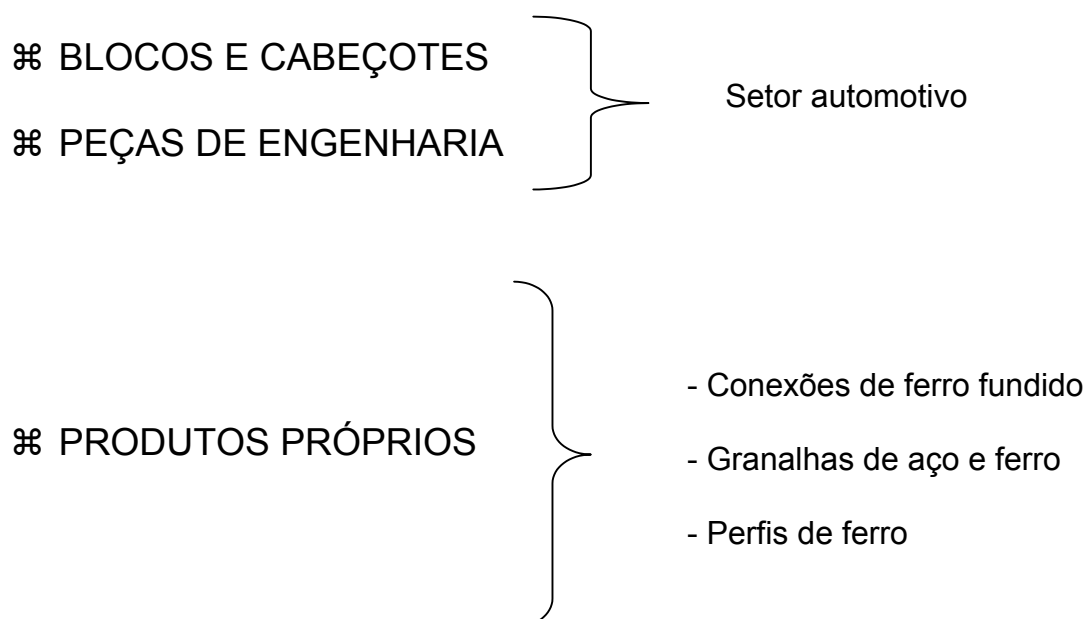 ⌘ BLOCOS E CABEÇOTES
Setor automotivo
⌘ PEÇAS DE ENGENHARIA
- Conexões de ferro fundido
⌘ PRODUTOS PRÓPRIOS
- Granalhas de aço e ferro
- Perfis de ferro